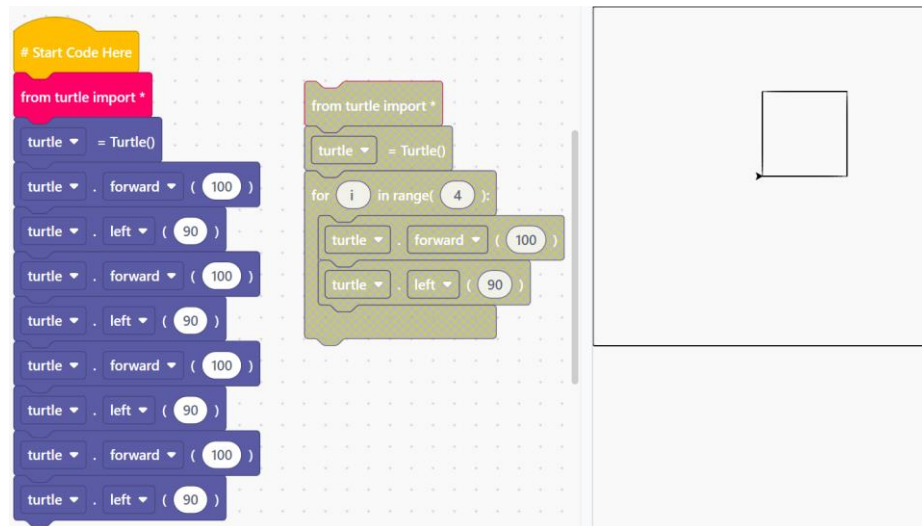 # Start Code Here
from turtle import *
turtle = Turtle()
turtle . forward ( 100 )
turtle . left ( 90 )
turtle . forward ( 100 )
turtle . left ( 90 )
turtle . forward ( 100 )
turtle . left ( 90 )
turtle . forward ( 100 )
turtle . left ( 90 )
from turtle import *
turtle = Turtle()
for i in range( 4 ):
turtle . forward ( 100 )
turtle . left ( 90 )